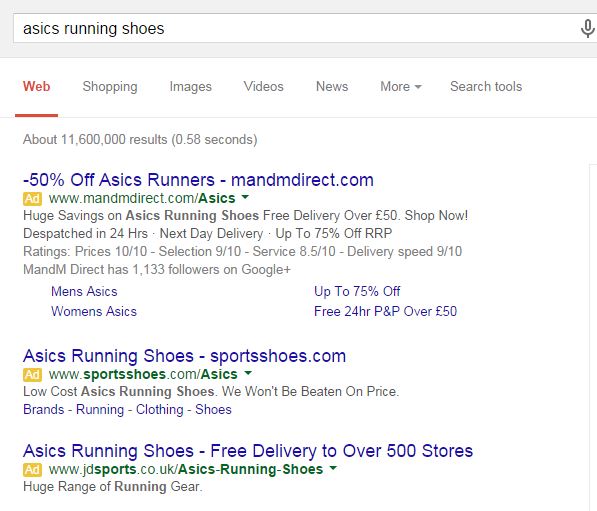 asics running shoes
Web Shopping Images Videos News More Search tools
About 11,600,000 results (0.58 seconds)
-50% Off Asics Runners - mandmdirect.com
Ad www.mandmdirect.com/Asics
Huge Savings on Asics Running Shoes Free Delivery Over £50. Shop Now!
Despatched in 24 Hrs · Next Day Delivery · Up To 75% Off RRP
Ratings: Prices 10/10 - Selection 9/10 - Service 8.5/10 - Delivery speed 9/10
MandM Direct has 1,133 followers on Google+
Mens Asics Up To 75% Off
Womens Asics Free 24hr P&P Over £50
Asics Running Shoes - sportsshoes.com
Ad www.sportsshoes.com/Asics
Low Cost Asics Running Shoes. We Won't Be Beaten On Price.
Brands - Running - Clothing - Shoes
Asics Running Shoes - Free Delivery to Over 500 Stores
Ad www.jdsports.co.uk/Asics-Running-Shoes
Huge Range of Running Gear.